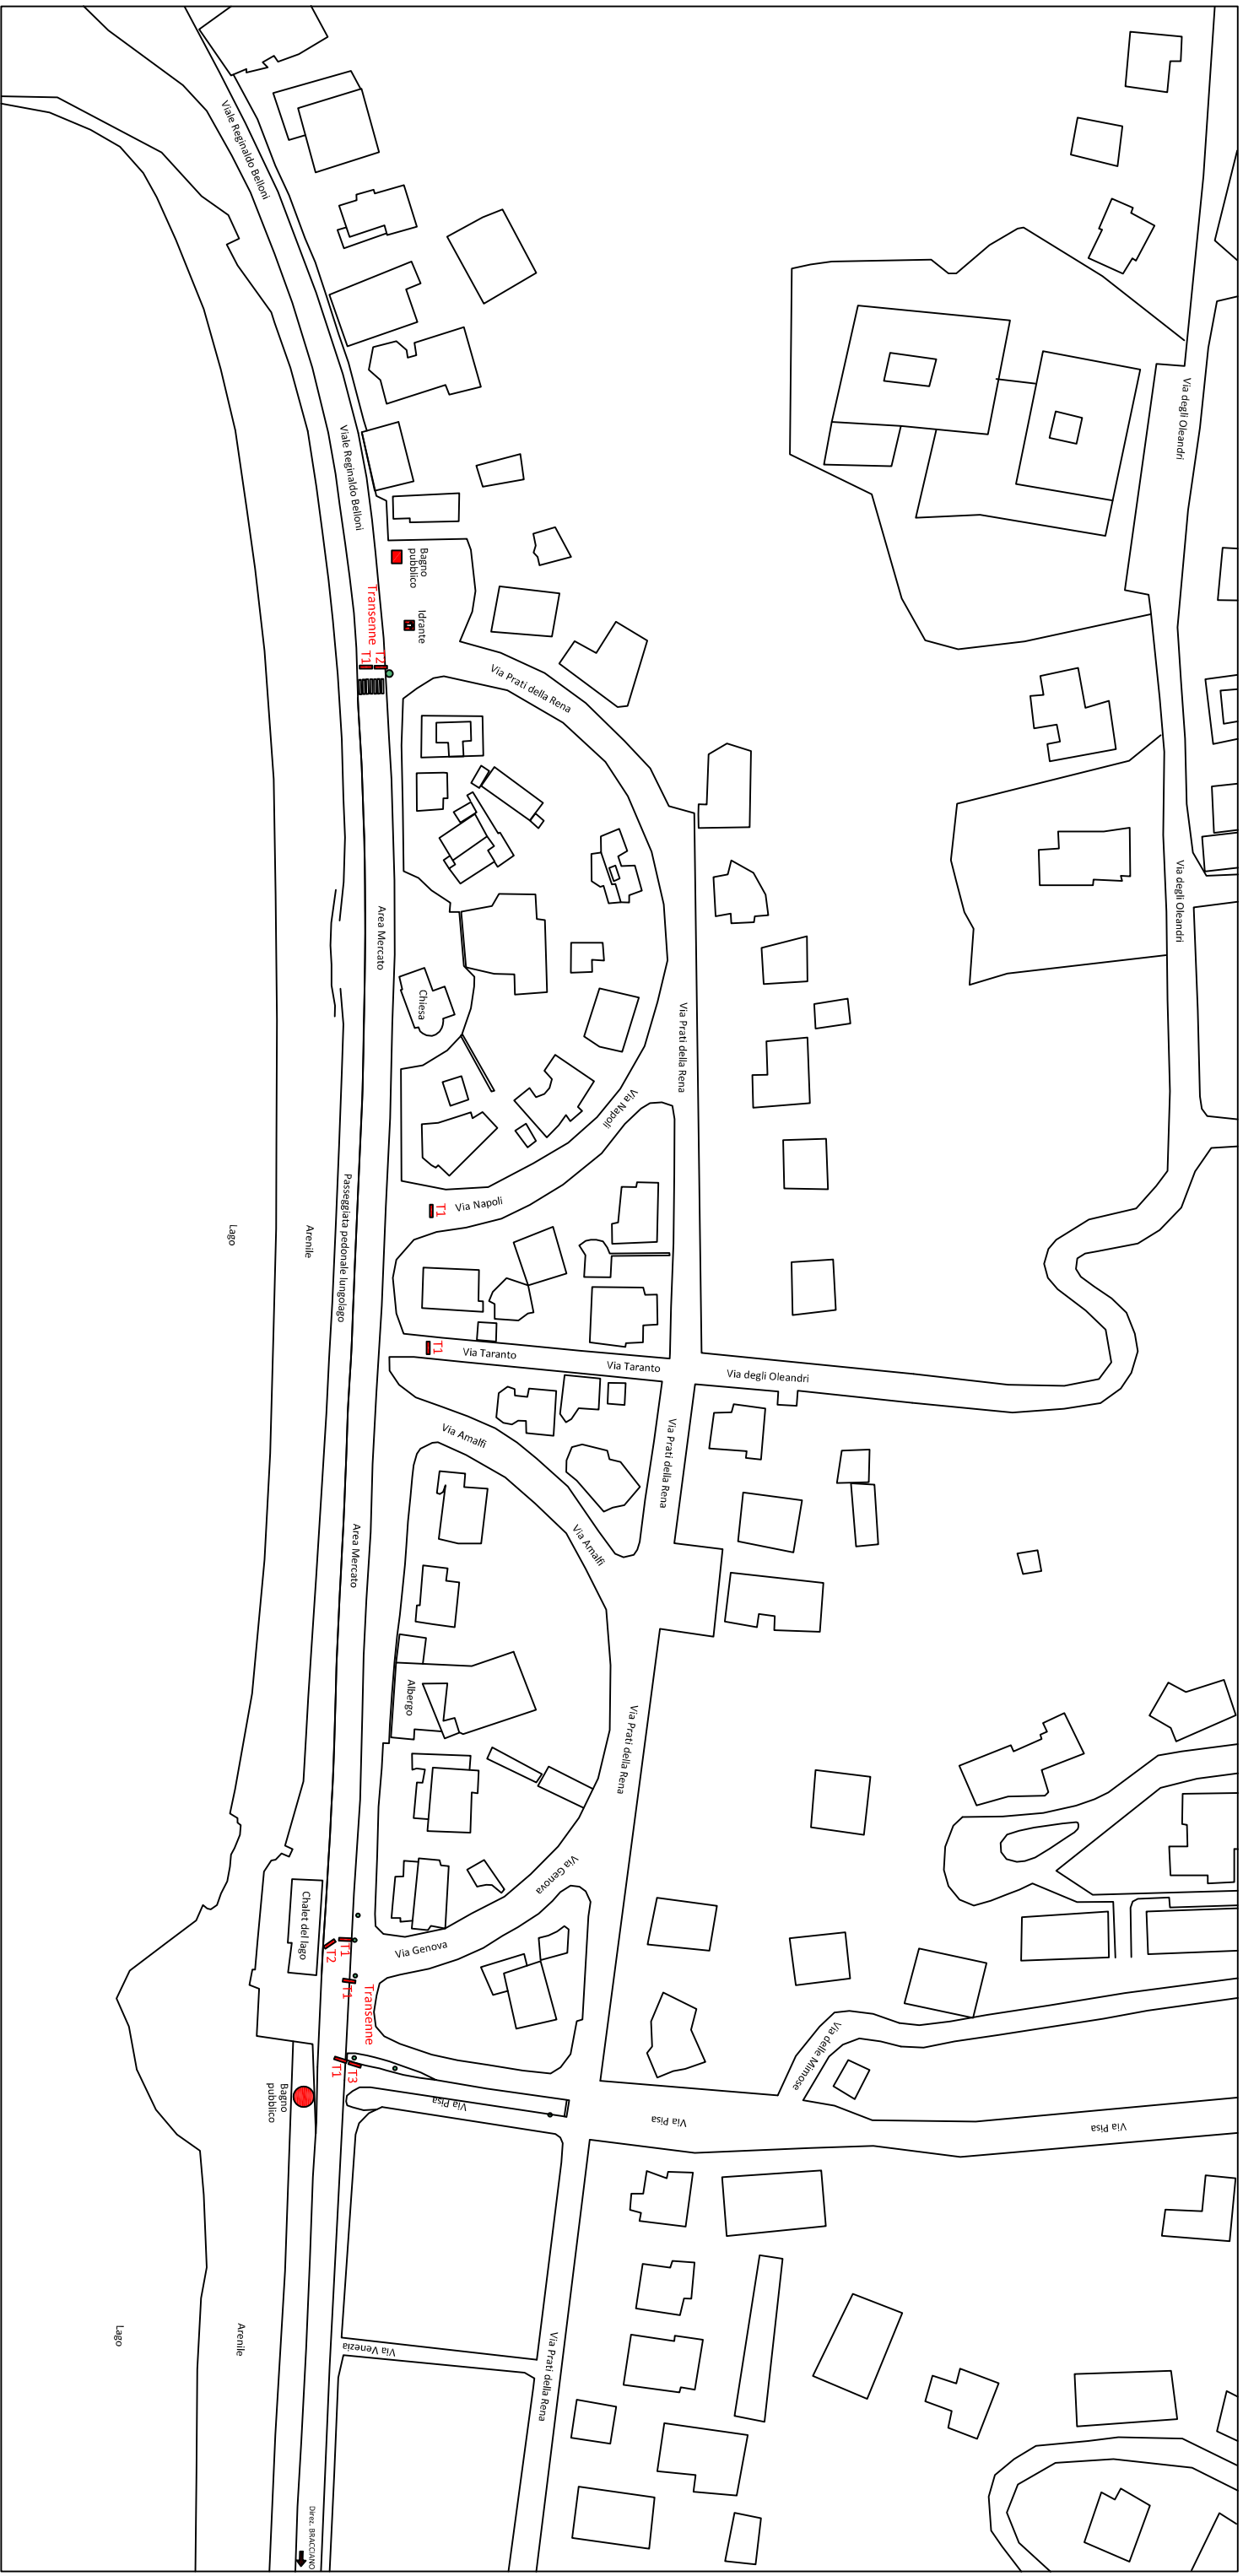 Viale Reginaldo Belloni
Via degli Oleandri
Viale Reginaldo Belloni
Bagno
pubblico
Idrante
Transenne
T2
T1
Via Prati della Rena
Area Mercato
Via degli Oleandri
Chiesa
Via Prati della Rena
Via Napoli
Via Napoli
T1
Passeggiata pedonale lungolago
Lago
Arenile
T1
Via Taranto
Via Taranto
Via degli Oleandri
Via Amalfi
Via Prati della Rena
Area Mercato
Via Amalfi
Albergo
Via Prati della Rena
Via Genova
Chalet del lago
Via Genova
T1
T2
T1
Transenne
T1
T3
Via delle Mimose
Bagno
pubblico
Via Pisa
Via Pisa
Via Pisa
Via Venezia
Via Prati della Rena
Lago
Arenile
Direz. BRACCIANO